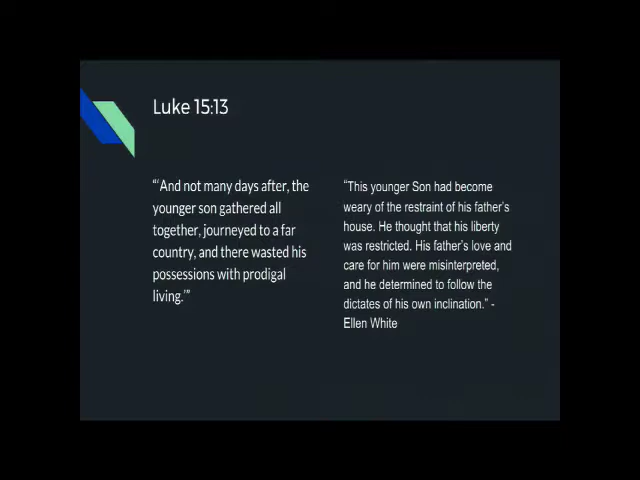 Luke 15:13
“‘And not many days after, the
younger son gathered all
together, journeyed to a far
country, and there wasted his
possessions with prodigal
living.’”
“This younger Son had become
weary of the restraint of his father’s
house. He thought that his liberty
was restricted. His father’s love and
care for him were misinterpreted,
and he determined to follow the
dictates of his own inclination.” -
Ellen White